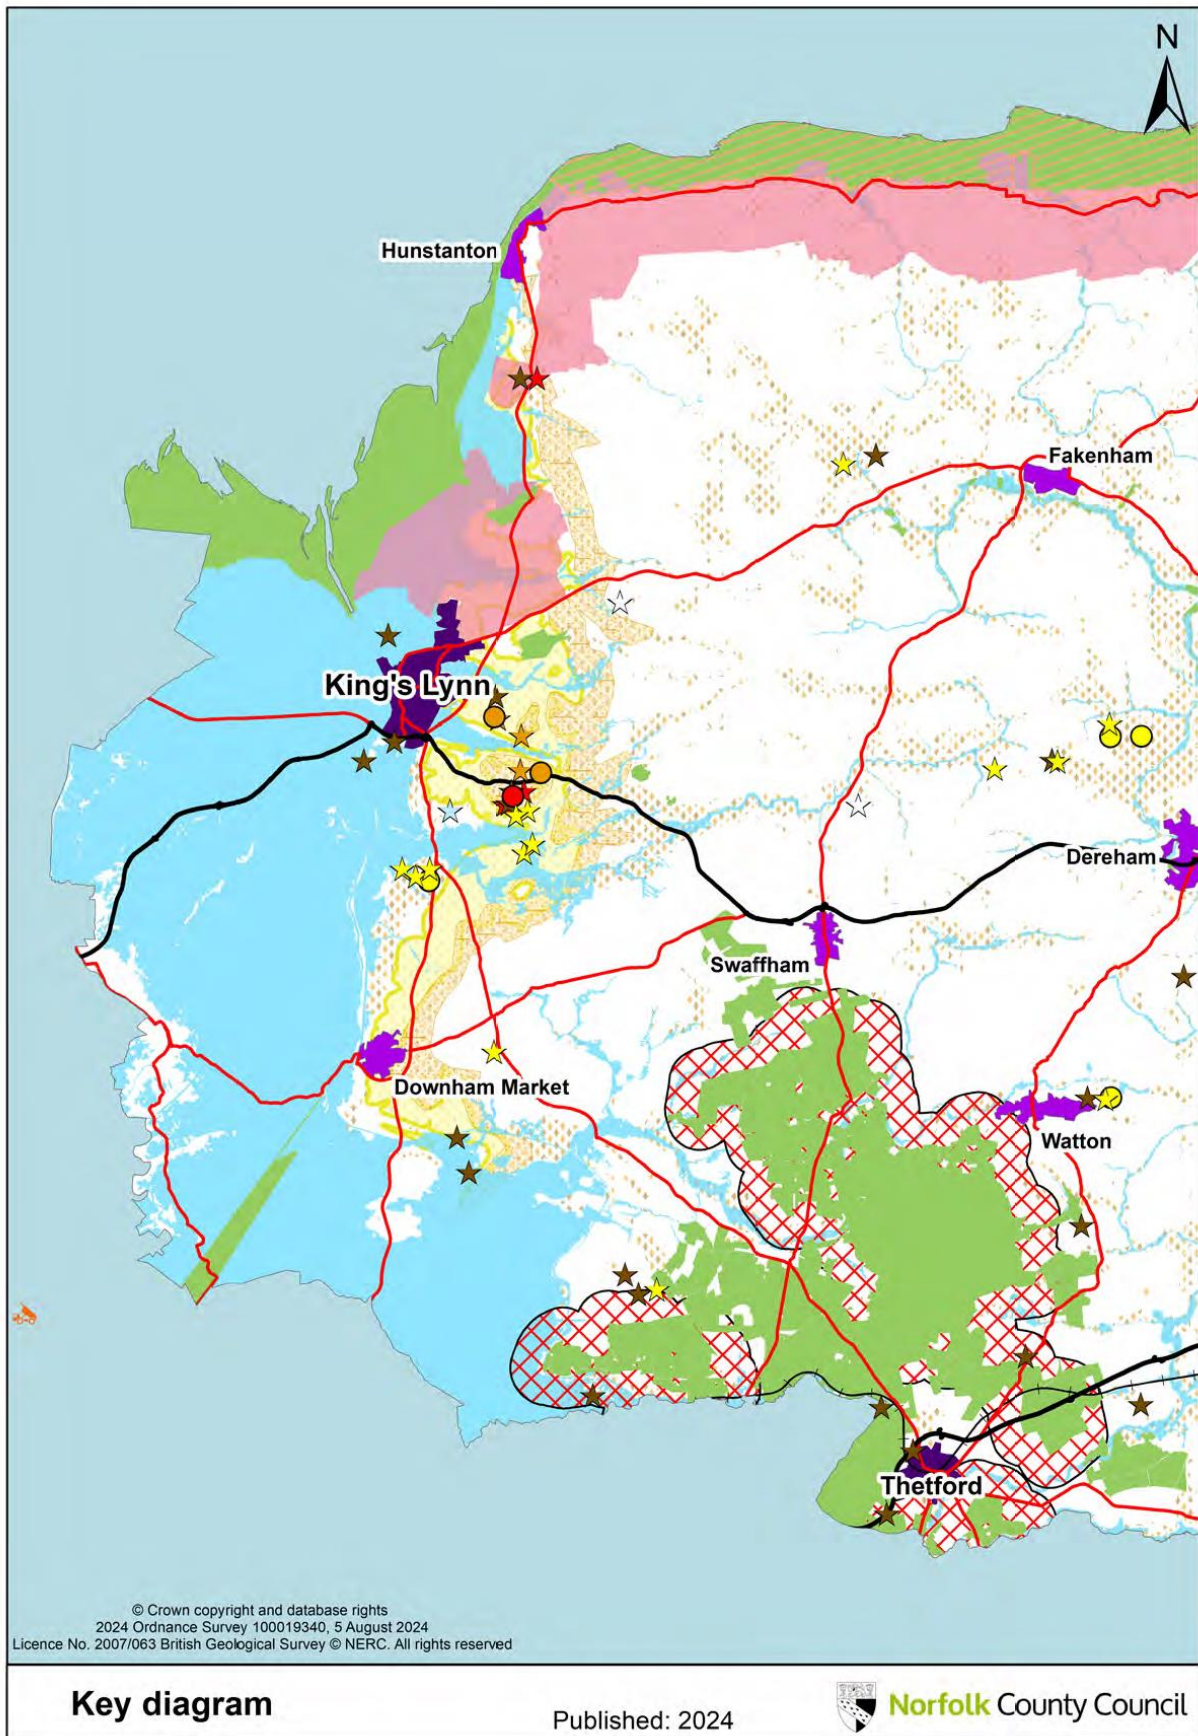 N
Hunstanton
Fakenham
King's Lynn
Dereham
Swaffham
Downham Market
Watton
Thetford
© Crown copyright and database rights
2024 Ordnance Survey 100019340, 5 August 2024
Licence No. 2007/063 British Geological Survey © NERC. All rights reserved
Key diagram
Published: 2024
Norfolk County Council